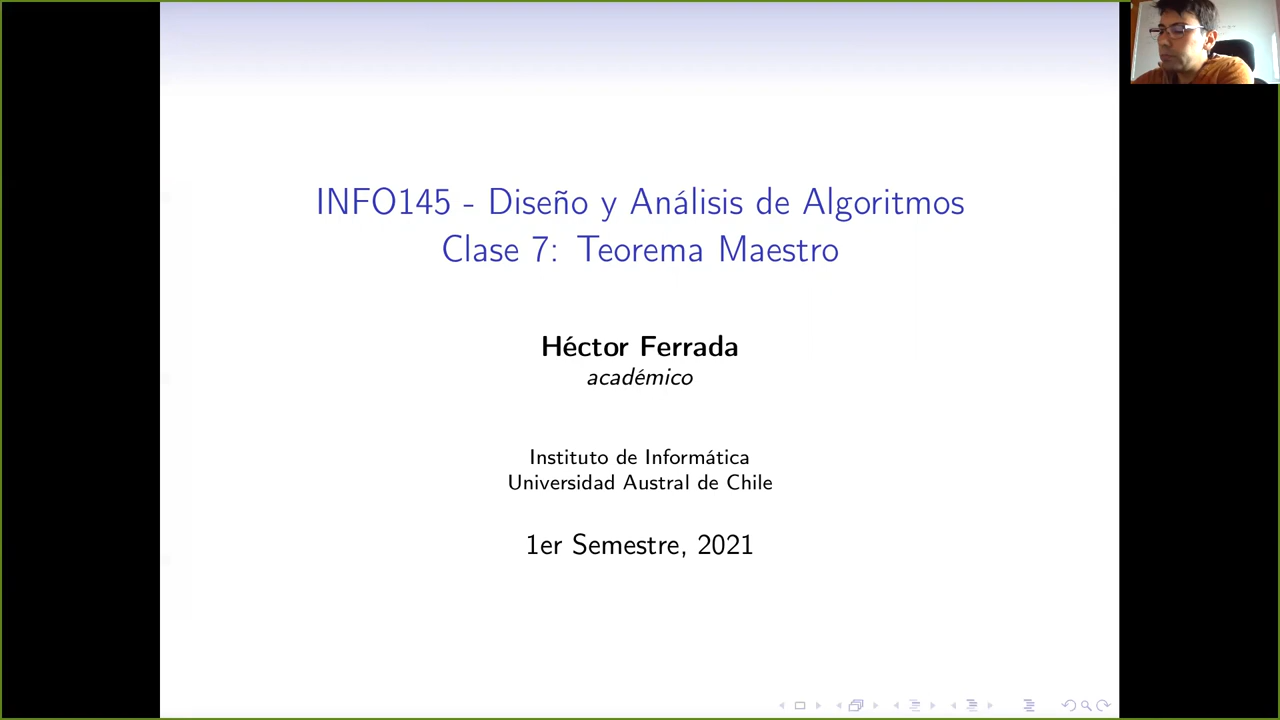 INFO145 - Diseño y Análisis de Algoritmos
Clase 7: Teorema Maestro
Héctor Ferrada
académico
Instituto de Informática
Universidad Austral de Chile
1er Semestre, 2021